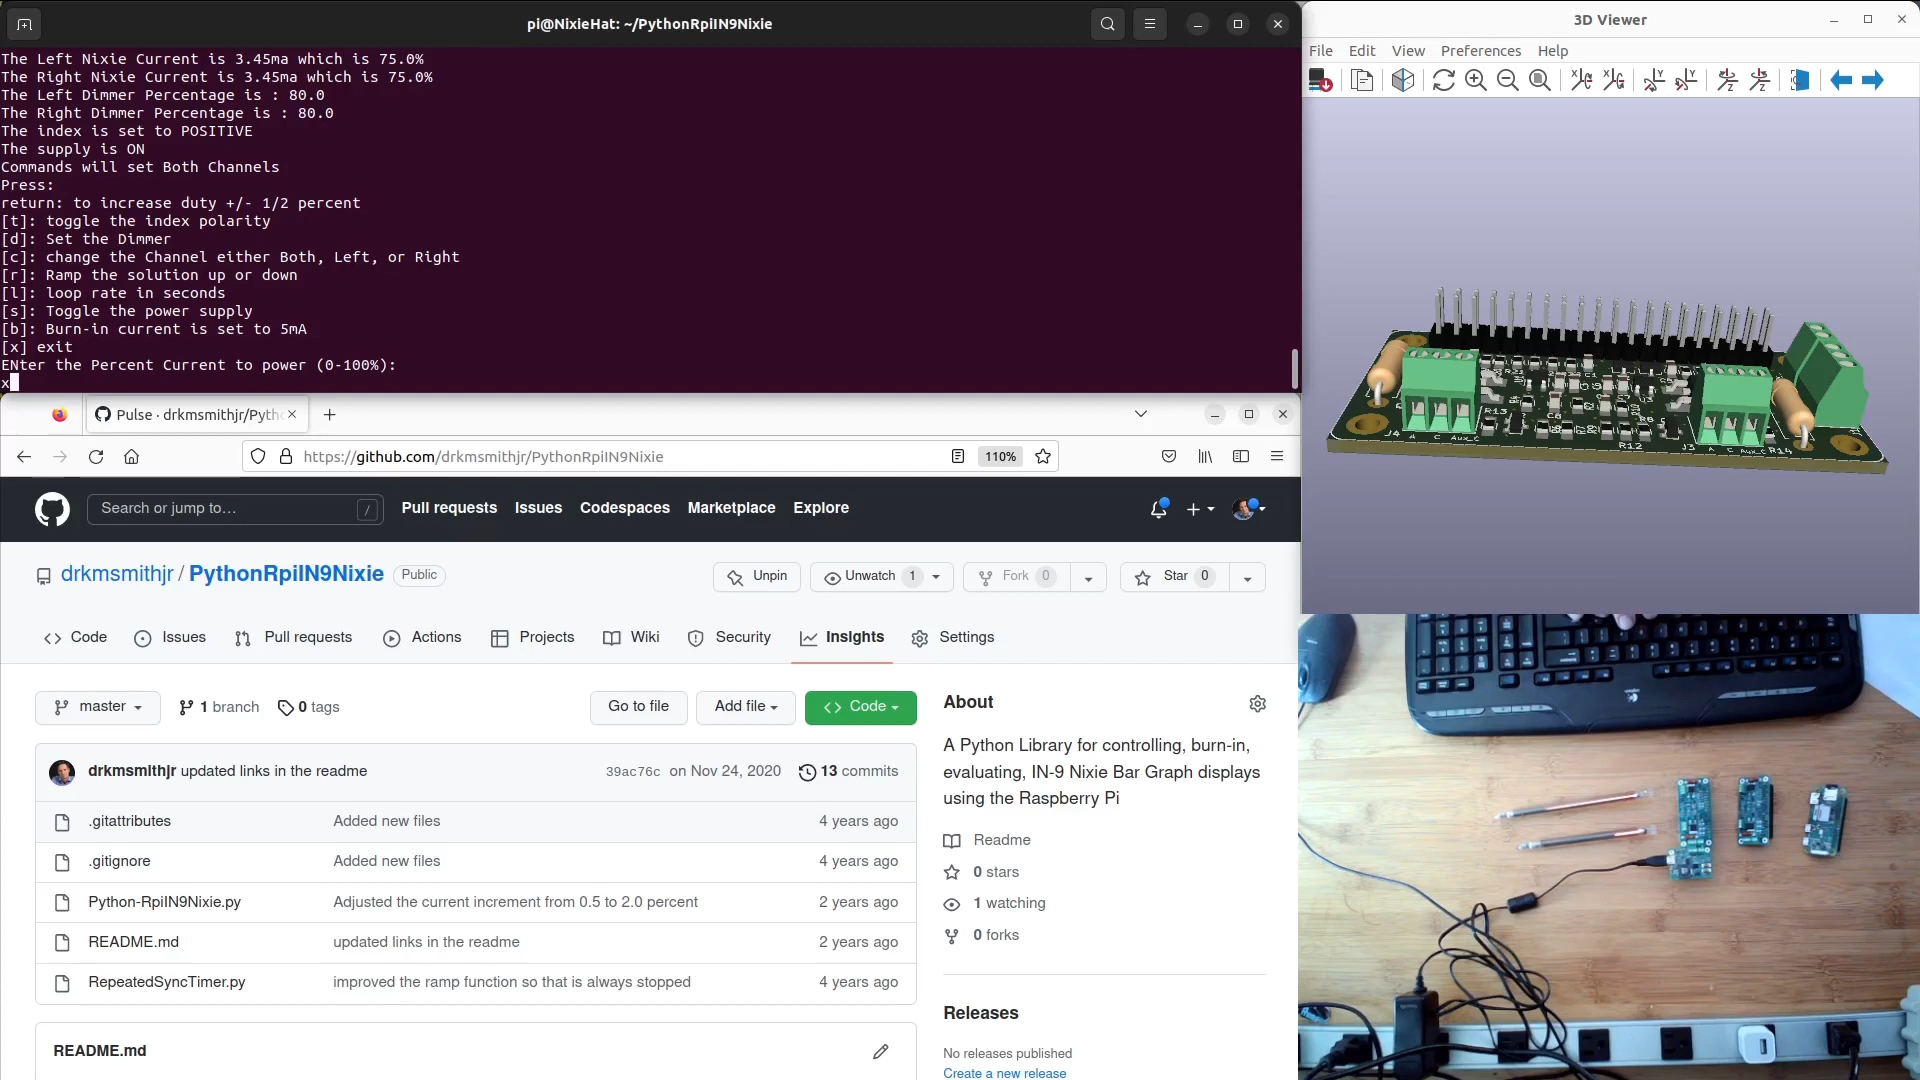 pi@NixieHat: ~/PythonRpiIN9Nixie
The Left Nixie Current is 3.45ma which is 75.0%
The Right Nixie Current is 3.45ma which is 75.0%
The Left Dimmer Percentage is : 80.0
The Right Dimmer Percentage is : 80.0
The index is set to POSITIVE
The supply is ON
Commands will set Both Channels
Press:
return: to increase duty +/- 1/2 percent
[t]: toggle the index polarity
[d]: Set the Dimmer
[c]: change the Channel either Both, Left, or Right
[r]: Ramp the solution up or down
[l]: loop rate in seconds
[s]: Toggle the power supply
[b]: Burn-in current is set to 5mA
[x] exit
ENter the Percent Current to power (0-100%):
x
3D Viewer
File Edit View Preferences Help
J4 A C Aux_C
R13
R12
J3 A C Aux_C R14
Pulse · drkmsmithjr/Pyth
https://github.com/drkmsmithjr/PythonRpiIN9Nixie
110%
Search or jump to…
/
Pull requests
Issues
Codespaces
Marketplace
Explore
drkmsmithjr / PythonRpiIN9Nixie
Public
Unpin
Unwatch 1
Fork 0
Star 0
Code
Issues
Pull requests
Actions
Projects
Wiki
Security
Insights
Settings
master
1 branch
0 tags
Go to file
Add file
Code
drkmsmithjr updated links in the readme
39ac76c on Nov 24, 2020
13 commits
.gitattributes Added new files 4 years ago
.gitignore Added new files 4 years ago
Python-RpiIN9Nixie.py Adjusted the current increment from 0.5 to 2.0 percent 2 years ago
README.md updated links in the readme 2 years ago
RepeatedSyncTimer.py improved the ramp function so that is always stopped 4 years ago
README.md
About
A Python Library for controlling, burn-in,
evaluating, IN-9 Nixie Bar Graph displays
using the Raspberry Pi
Readme
0 stars
1 watching
0 forks
Releases
No releases published
Create a new release